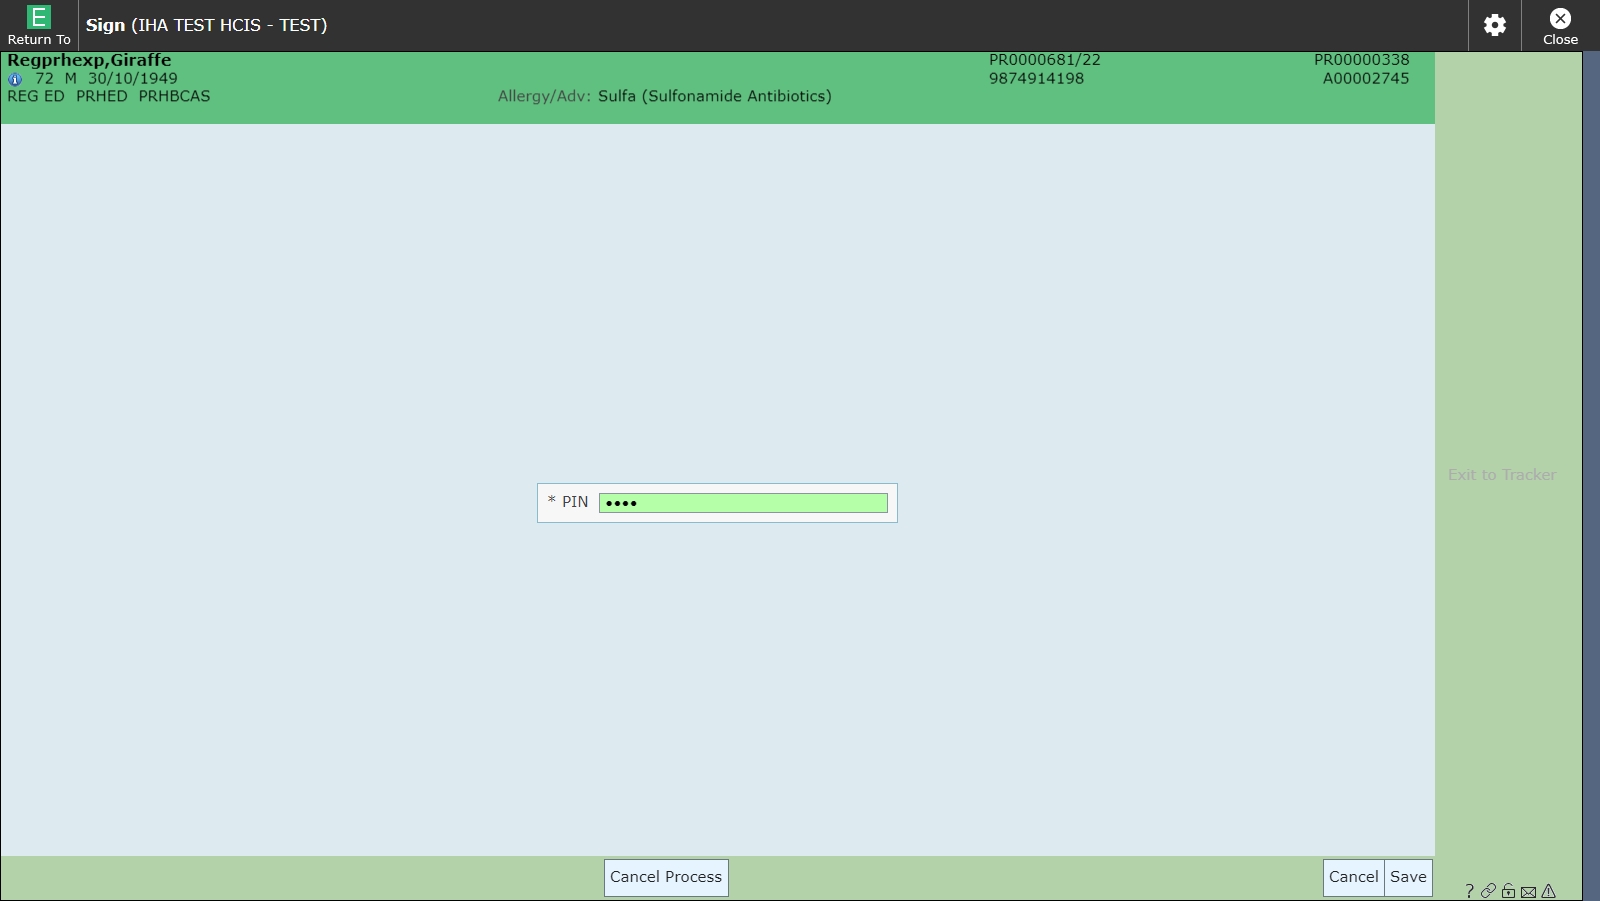 E
Return To
Sign (IHA TEST HCIS - TEST)
Close
Regprhexp,Giraffe
72 M 30/10/1949
REG ED PRHED PRHBCAS
Allergy/Adv: Sulfa (Sulfonamide Antibiotics)
PR0000681/22
9874914198
PR00000338
A00002745
* PIN ••••
Exit to Tracker
Cancel Process
Cancel
Save
?